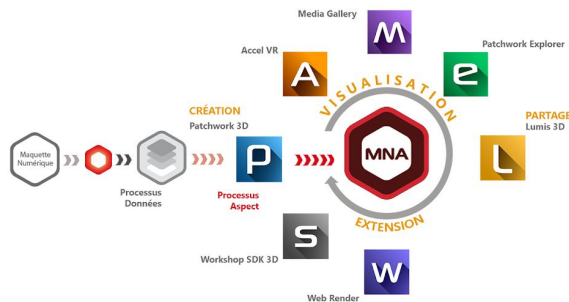 Media Gallery
M
Accel VR
A
Patchwork Explorer
e
VISUALISATION
CRÉATION
Patchwork 3D
PARTAGE
Lumis 3D
Maquette
Numérique
P
MNA
L
Processus
Données
Processus
Aspect
EXTENSION
S
Workshop SDK 3D
W
Web Render